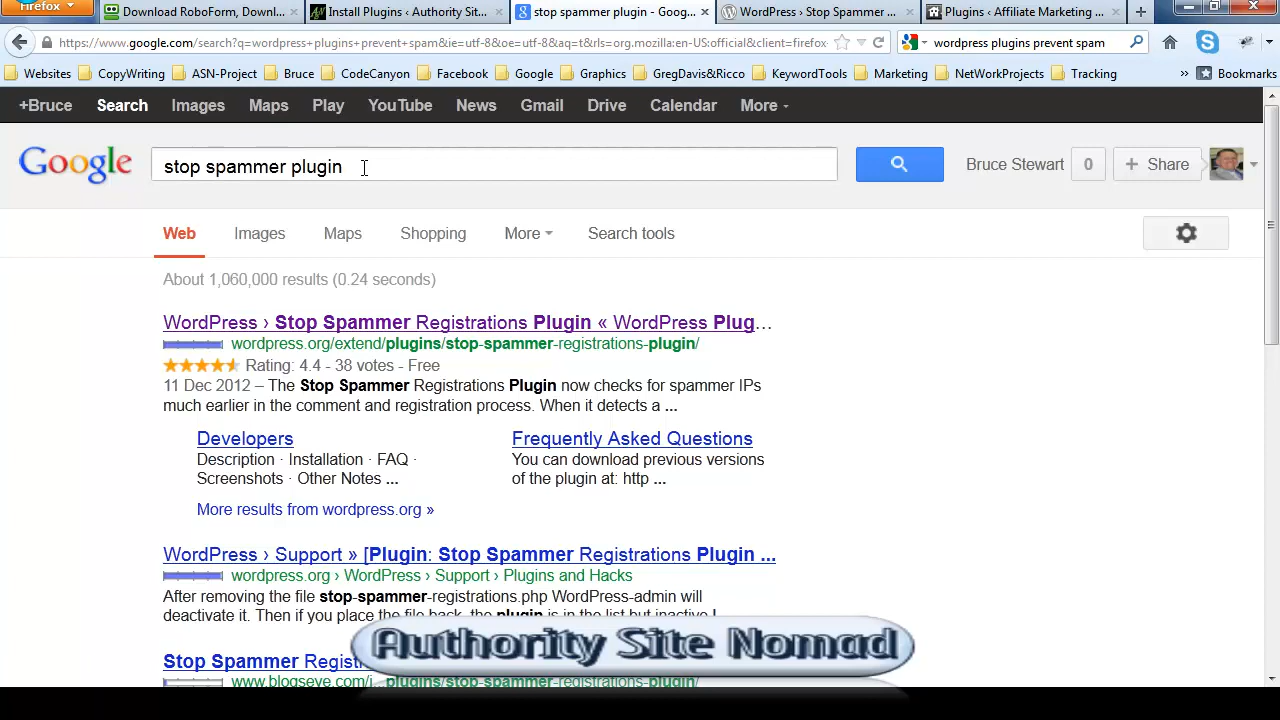 Firefox
Download RoboForm, Downl...
Install Plugins ‹ Authority Sit...
stop spammer plugin - Goog...
WordPress › Stop Spammer ...
Plugins ‹ Affiliate Marketing ...
https://www.google.com/search?q=wordpress+plugins+prevent+spam&ie=utf-8&oe=utf-8&aq=t&rls=org.mozilla:en-US:official&client=firefox-
wordpress plugins prevent spam
Websites CopyWriting ASN-Project Bruce CodeCanyon Facebook Google Graphics GregDavis&Ricco KeywordTools Marketing NetWorkProjects Tracking » Bookmarks
+Bruce Search Images Maps Play YouTube News Gmail Drive Calendar More
Google
stop spammer plugin
Bruce Stewart 0 + Share
Web Images Maps Shopping More Search tools
About 1,060,000 results (0.24 seconds)
WordPress › Stop Spammer Registrations Plugin « WordPress Plug...
wordpress.org/extend/plugins/stop-spammer-registrations-plugin/
Rating: 4.4 - 38 votes - Free
11 Dec 2012 – The Stop Spammer Registrations Plugin now checks for spammer IPs
much earlier in the comment and registration process. When it detects a ...
Developers
Description · Installation · FAQ ·
Screenshots · Other Notes ...
Frequently Asked Questions
You can download previous versions
of the plugin at: http ...
More results from wordpress.org »
WordPress › Support » [Plugin: Stop Spammer Registrations Plugin ...
wordpress.org › WordPress › Support › Plugins and Hacks
After removing the file stop-spammer-registrations.php WordPress-admin will
deactivate it. Then if you place the file back, the plugin is in the list but inactive
Authority Site Nomad
Stop Spammer Regist
www.blogseye.com/i plugins/stop-spammer-registrations-plugin/